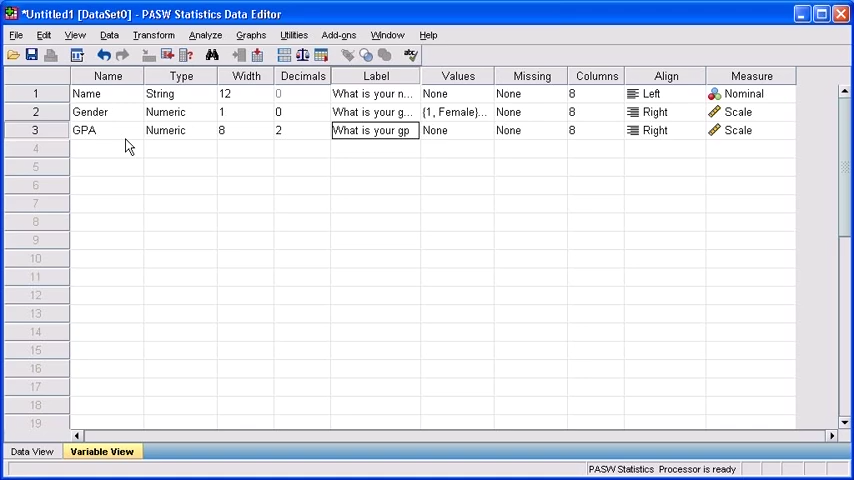 *Untitled1 [DataSet0] - PASW Statistics Data Editor
File Edit View Data Transform Analyze Graphs Utilities Add-ons Window Help
Name Type Width Decimals Label Values Missing Columns Align Measure
1 Name String 12 0 What is your n... None None 8 Left Nominal
2 Gender Numeric 1 0 What is your g... {1, Female}... None 8 Right Scale
3 GPA Numeric 8 2 What is your gp None None 8 Right Scale
4
5
6
7
8
9
10
11
12
13
14
15
16
17
18
19
Data View Variable View
PASW Statistics Processor is ready